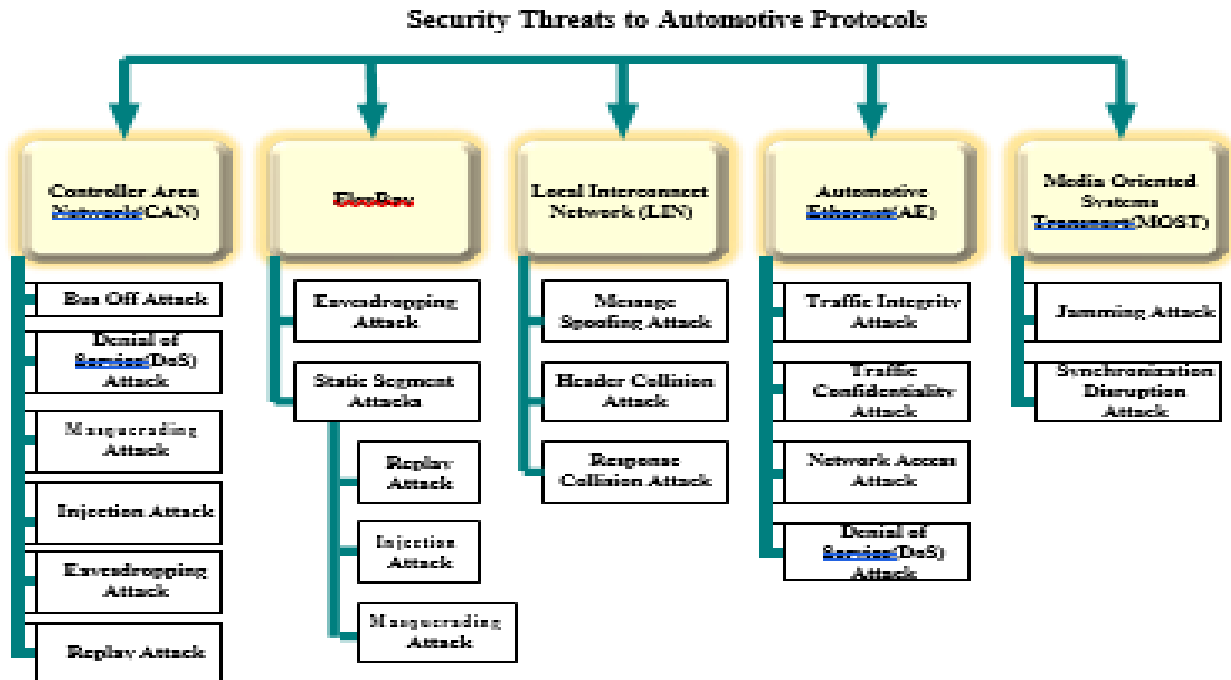 Security Threats to Automotive Protocols
Controller Area
Network(CAN)
Bus Off Attack
Denial of
Service(DoS)
Attack
Masquerading
Attack
Injection Attack
Eavesdropping
Attack
Replay Attack
FlexRay
Eavesdropping
Attack
Static Segment
Attacks
Replay
Attack
Injection
Attack
Masquerading
Attack
Local Interconnect
Network (LIN)
Message
Spoofing Attack
Header Collision
Attack
Response
Collision Attack
Automotive
Ethernet(AE)
Traffic Integrity
Attack
Traffic
Confidentiality
Attack
Network Access
Attack
Denial of
Service(DoS)
Attack
Media Oriented
Systems
Transport(MOST)
Jamming Attack
Synchronization
Disruption
Attack